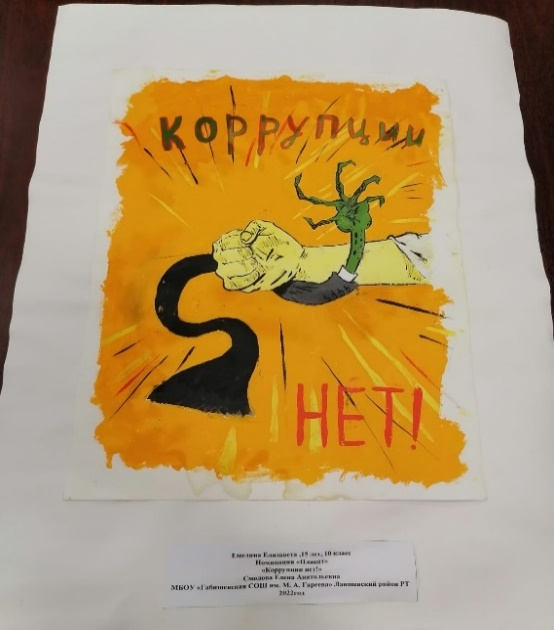 КОРРУПЦИИ
НЕТ!
Емелина Елизавета ,15 лет, 10 класс
Номинация «Плакат»
«Коррупции нет!»
Смолова Елена Анатольевна
МБОУ «Габишевская СОШ им. М. А. Гареева» Лаишевский район РТ
2022год